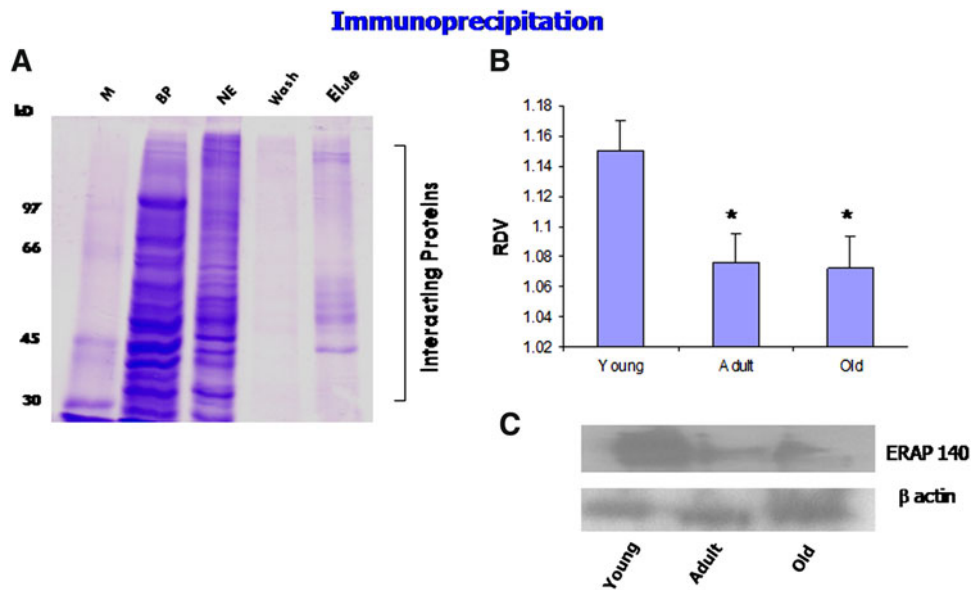 Immunoprecipitation
A
M BP NE Wash Elute
kD
97
66
45
30
Interacting Proteins
B
1.18
1.16
1.14
1.12
1.1
1.08
1.06
1.04
1.02
RDV
* *
Young Adult Old
C
ERAP 140
β actin
Young Adult Old